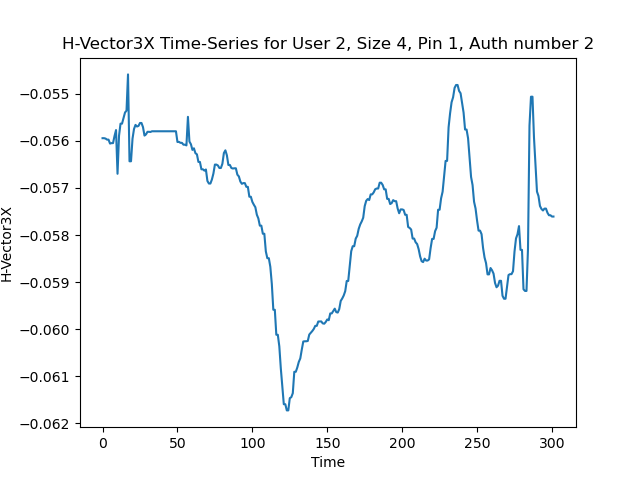 H-Vector3X Time-Series for User 2, Size 4, Pin 1, Auth number 2
−0.055
−0.056
−0.057
−0.058
−0.059
−0.060
−0.061
−0.062
H-Vector3X
0 50 100 150 200 250 300
Time